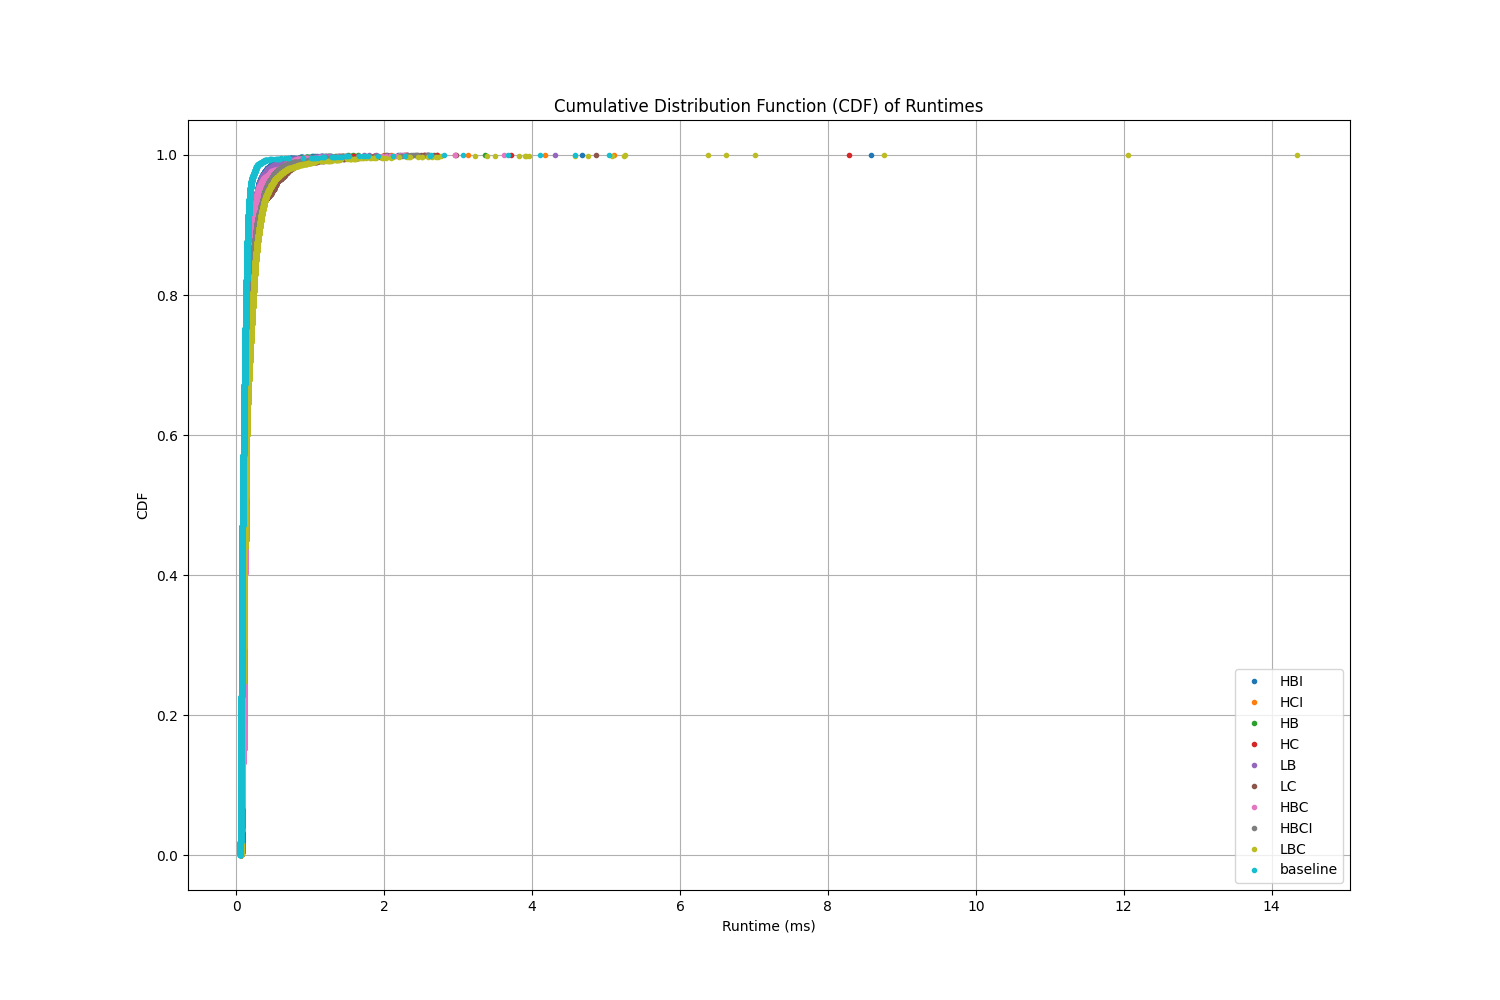 Cumulative Distribution Function (CDF) of Runtimes
1.0
0.8
0.6
0.4
0.2
0.0
CDF
0 2 4 6 8 10 12 14
Runtime (ms)
HBI
HCI
HB
HC
LB
LC
HBC
HBCI
LBC
baseline